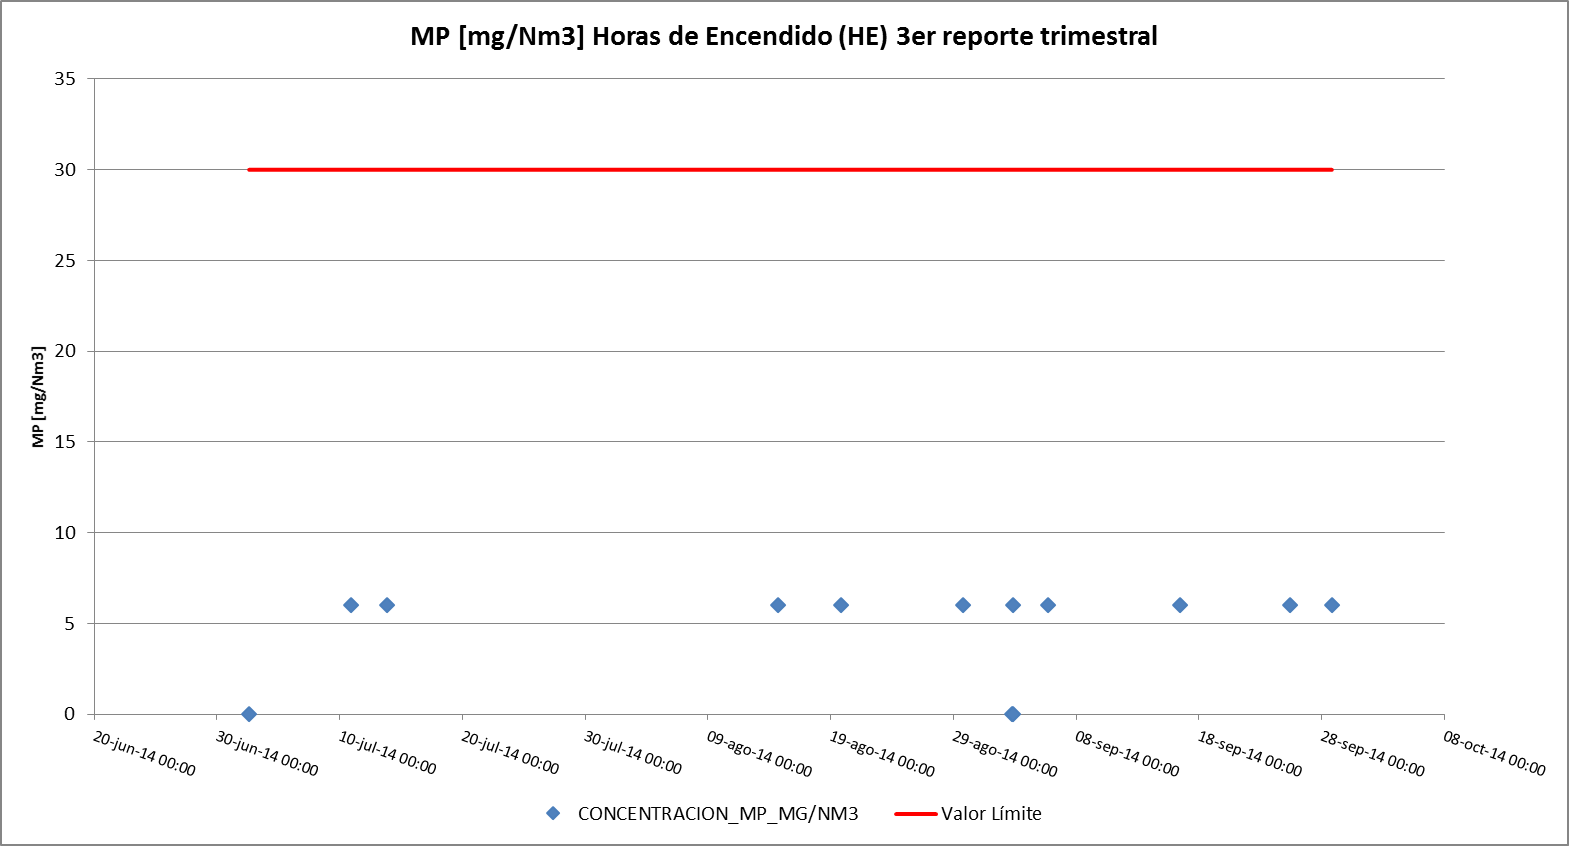 MP [mg/Nm3] Horas de Encendido (HE) 3er reporte trimestral
35
30
25
20
15
10
5
0
MP [mg/Nm3]
20-jun-14 00:00
30-jun-14 00:00
10-jul-14 00:00
20-jul-14 00:00
30-jul-14 00:00
09-ago-14 00:00
19-ago-14 00:00
29-ago-14 00:00
08-sep-14 00:00
18-sep-14 00:00
28-sep-14 00:00
08-oct-14 00:00
CONCENTRACION_MP_MG/NM3
Valor Límite